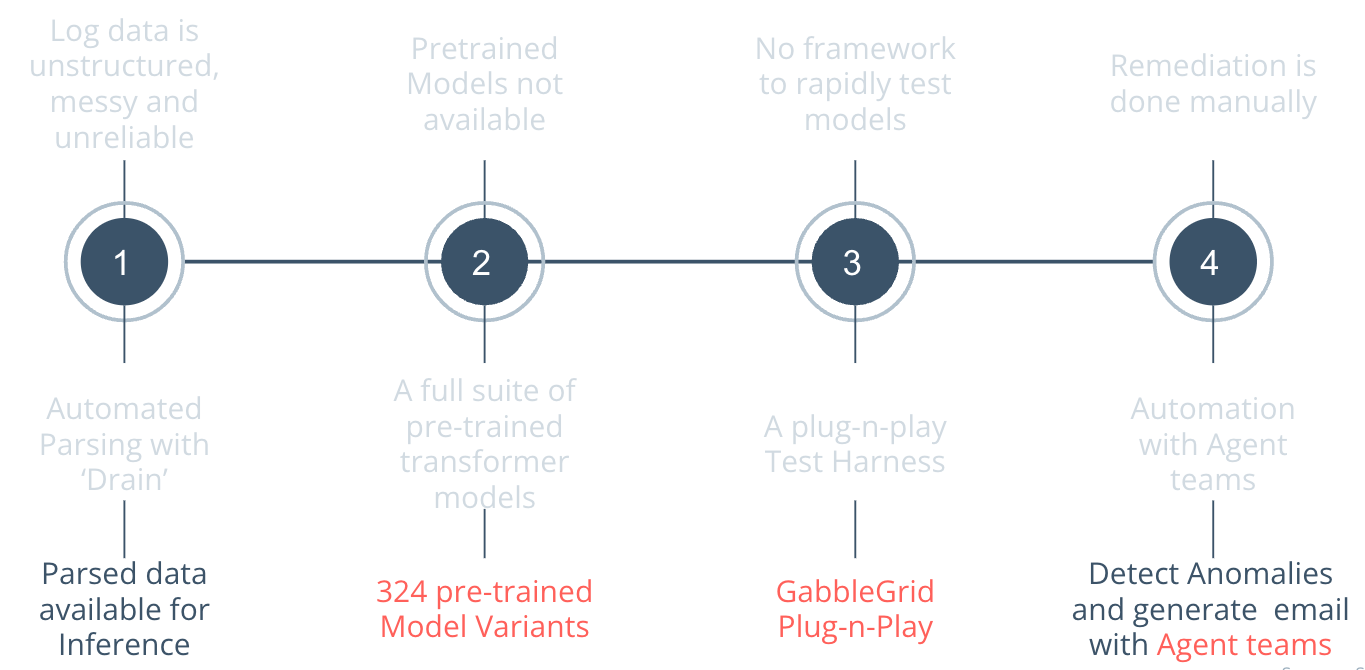 Log data is
unstructured,
messy and
unreliable
Pretrained
Models not
available
No framework
to rapidly test
models
Remediation is
done manually
1
2
3
4
Automated
Parsing with
‘Drain’
A full suite of
pre-trained
transformer
models
A plug-n-play
Test Harness
Automation
with Agent
teams
Parsed data
available for
Inference
324 pre-trained
Model Variants
GabbleGrid
Plug-n-Play
Detect Anomalies
and generate  email
with Agent teams